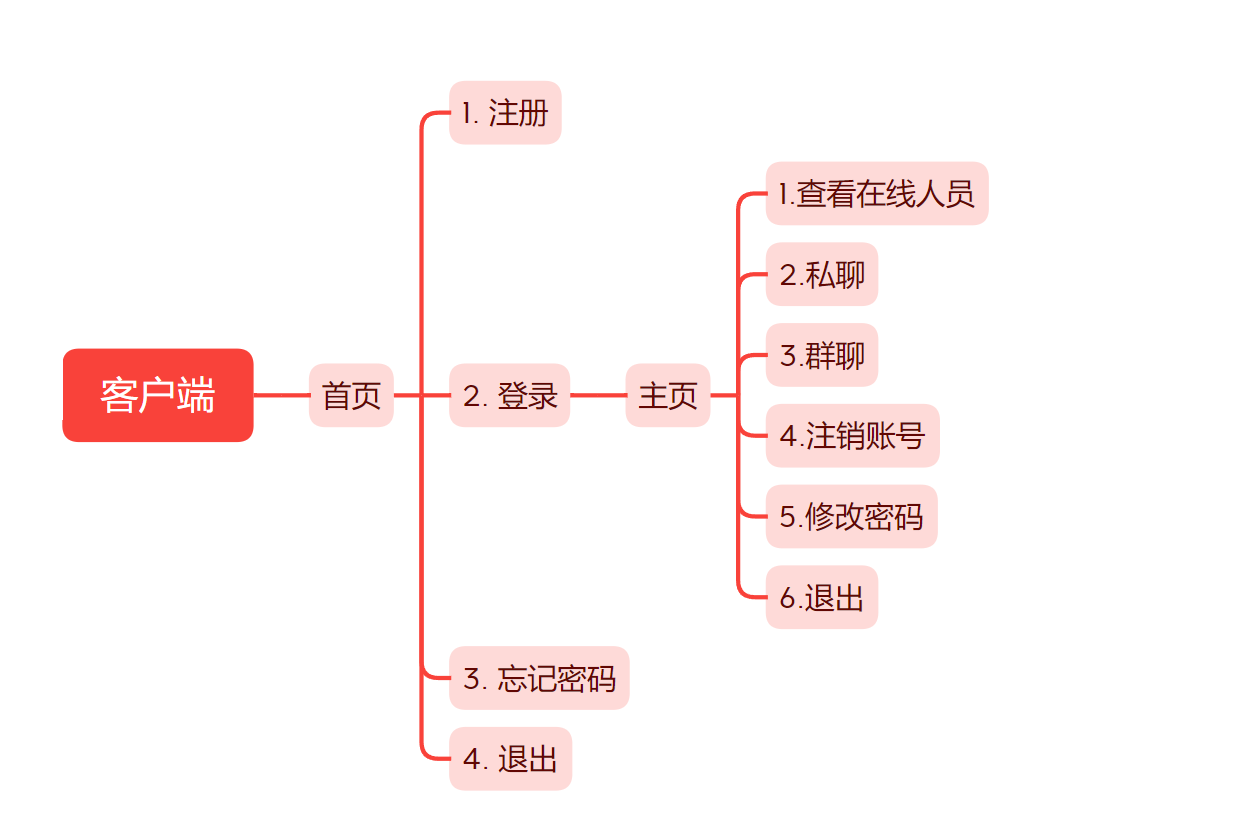 客户端
首页
1. 注册
2. 登录
主页
1.查看在线人员
2.私聊
3.群聊
4.注销账号
5.修改密码
6.退出
3. 忘记密码
4. 退出